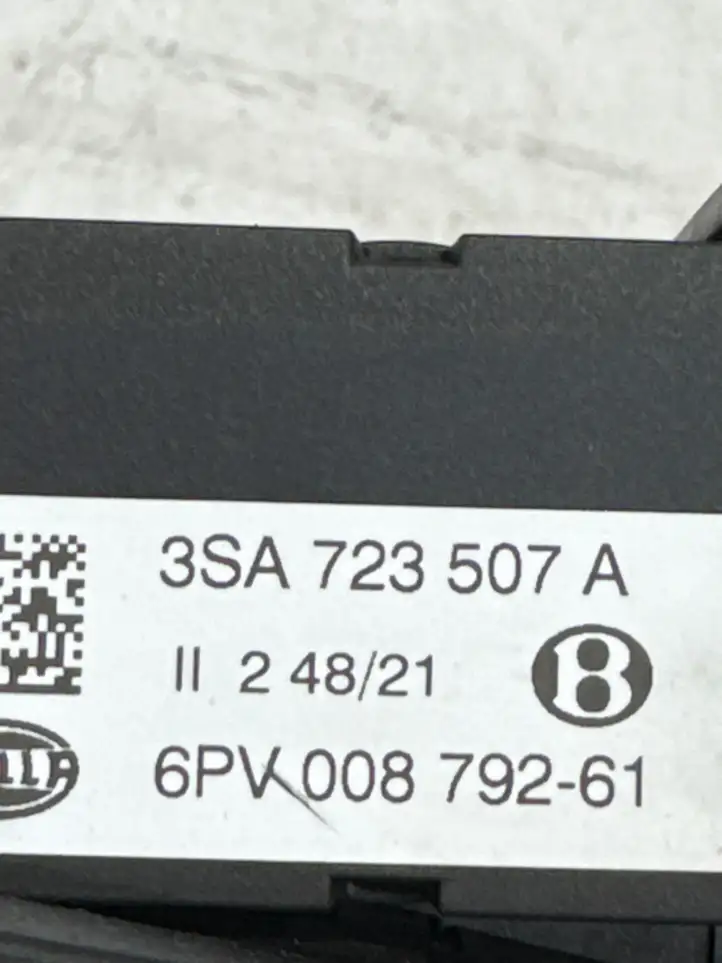 3SA 723 507 A
II 2 48/21 B
6PV 008 792-61